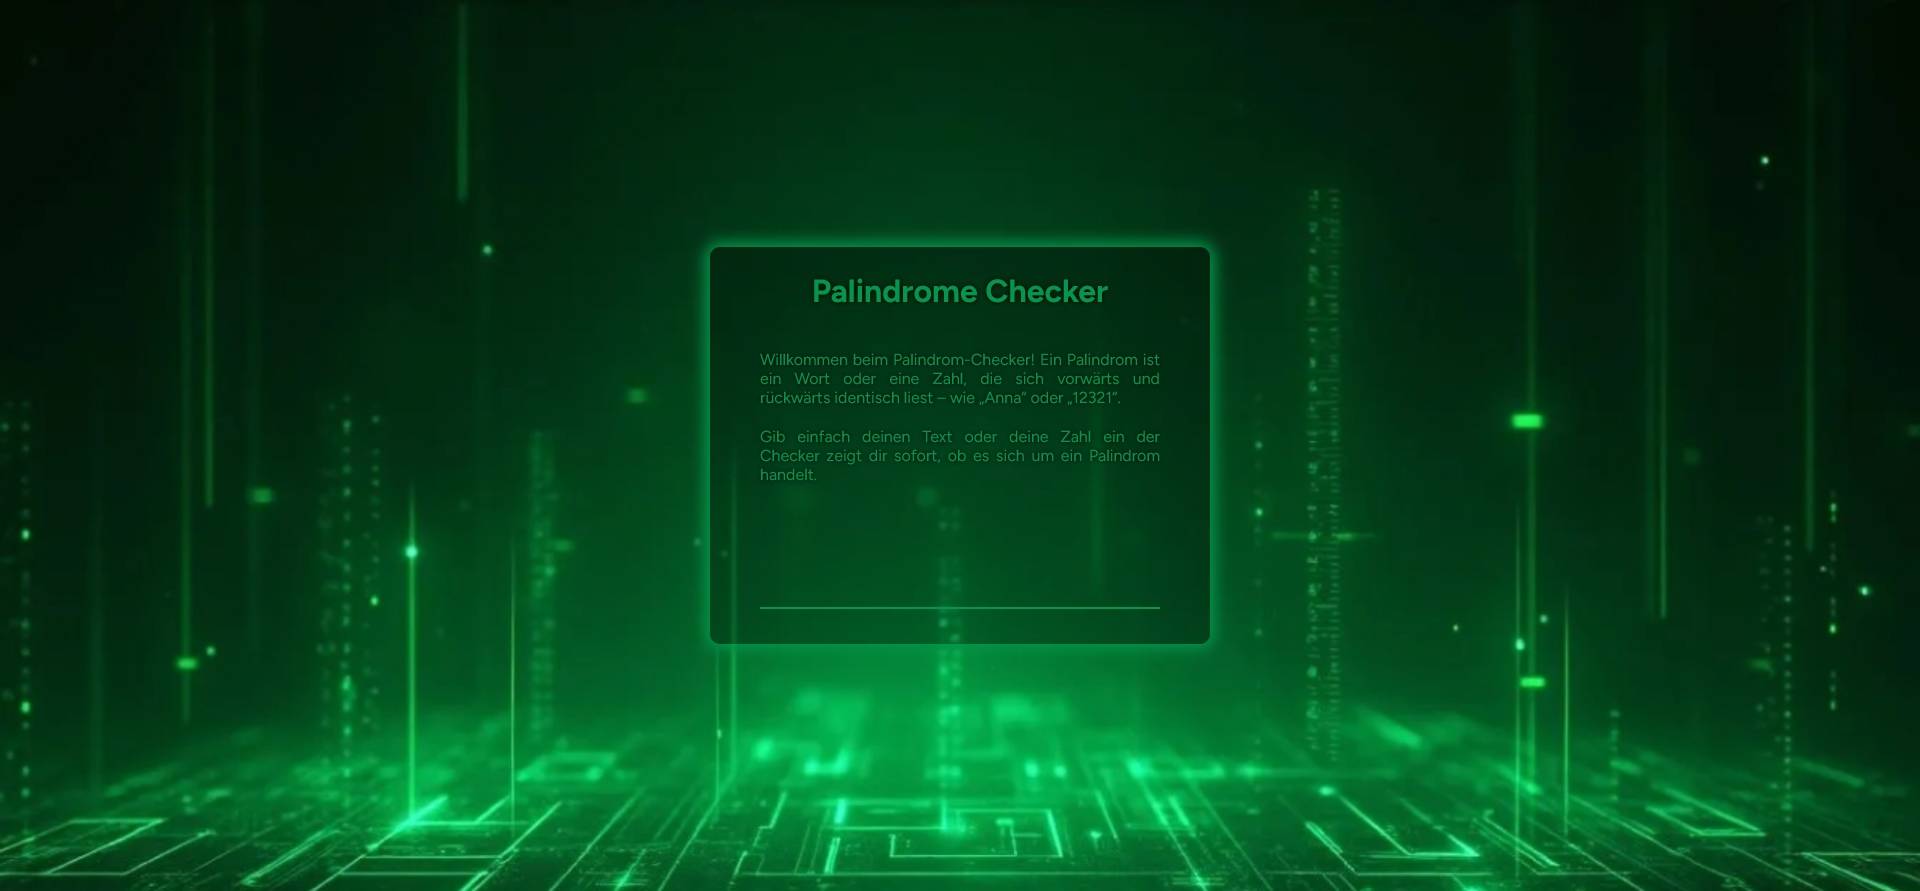 Palindrome Checker
Willkommen beim Palindrom-Checker! Ein Palindrom ist
ein Wort oder eine Zahl, die sich vorwärts und
rückwärts identisch liest – wie „Anna” oder „12321”.
Gib einfach deinen Text oder deine Zahl ein der
Checker zeigt dir sofort, ob es sich um ein Palindrom
handelt.